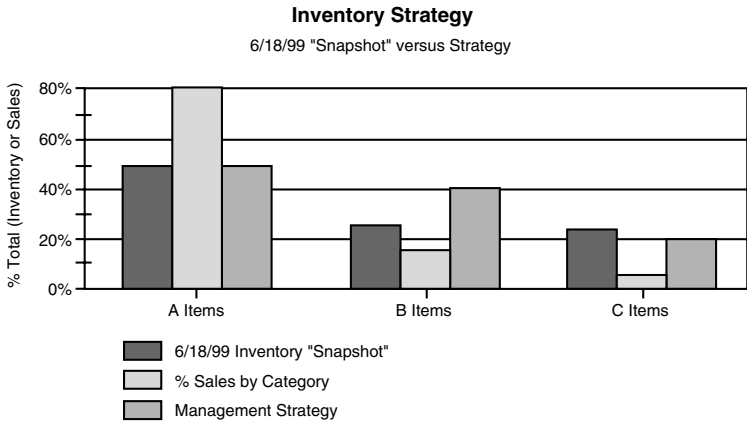 Inventory Strategy
6/18/99 "Snapshot" versus Strategy
% Total (Inventory or Sales)
80%
60%
40%
20%
0%
A Items
B Items
C Items
6/18/99 Inventory "Snapshot"
% Sales by Category
Management Strategy